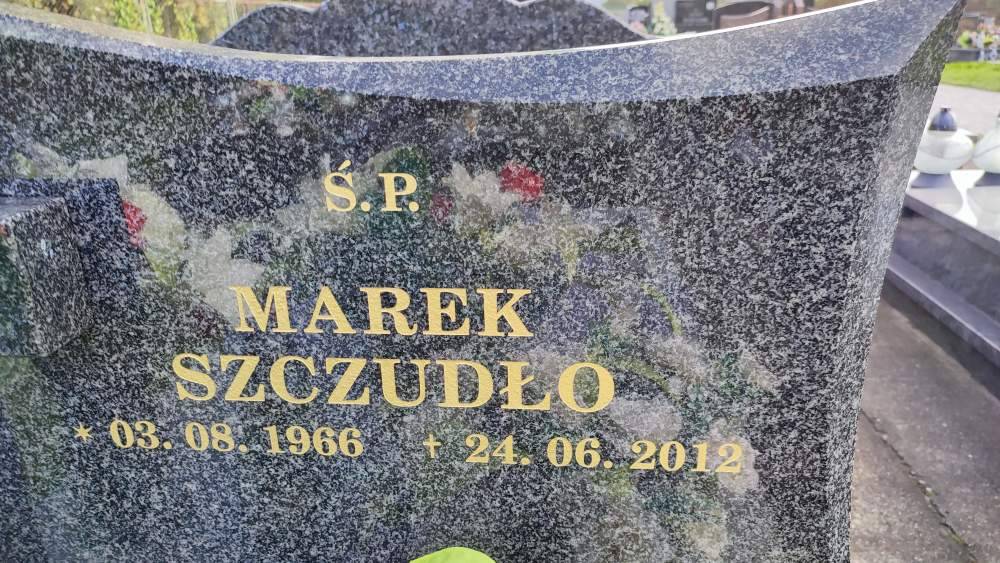 Ś.P.
MAREK
SZCZUDŁO
* 03. 08. 1966 † 24. 06. 2012